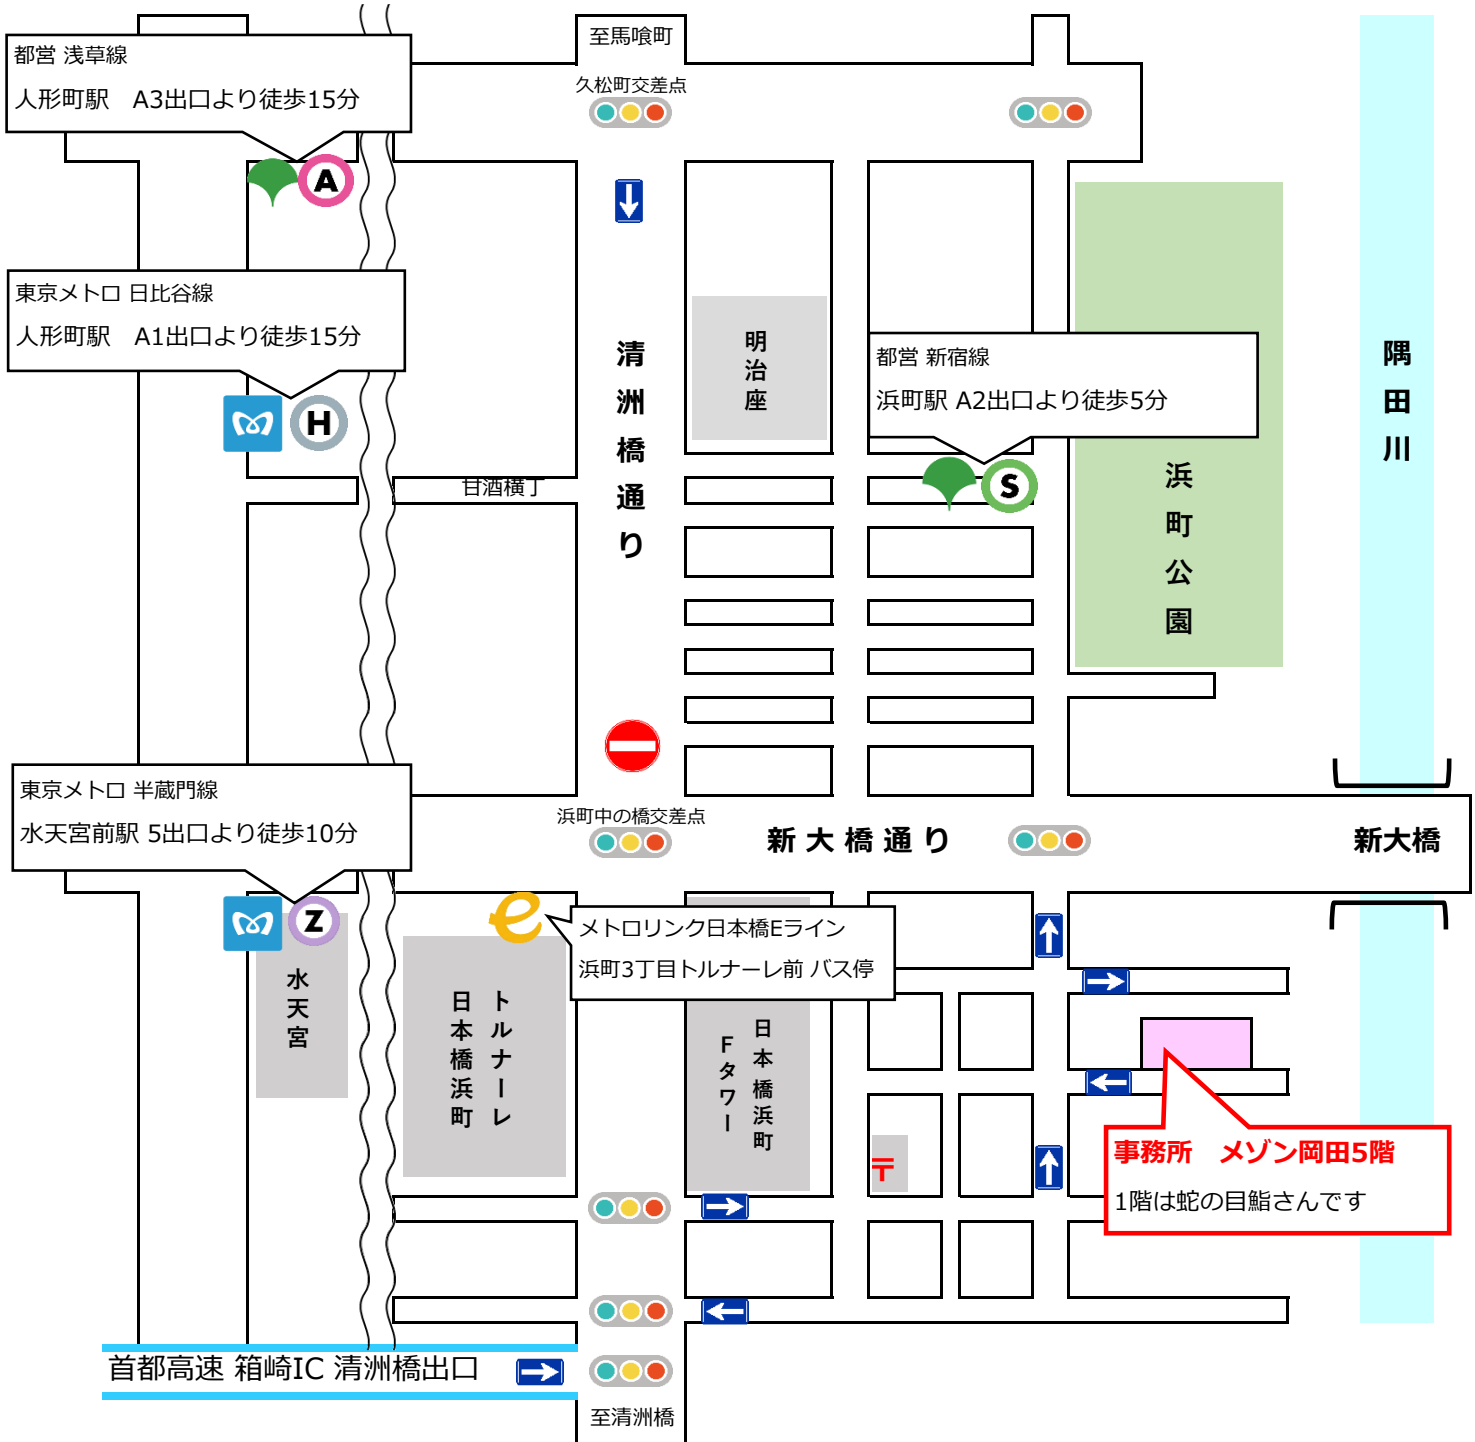 至馬喰町
久松町交差点
都営 浅草線
人形町駅　A3出口より徒歩15分
A
東京メトロ 日比谷線
人形町駅　A1出口より徒歩15分
H
清洲橋通り
明治座
都営 新宿線
浜町駅 A2出口より徒歩5分
S
隅田川
浜町公園
甘酒横丁
東京メトロ 半蔵門線
水天宮前駅 5出口より徒歩10分
Z
浜町中の橋交差点
新大橋通り
新大橋
水天宮
e
メトロリンク日本橋Eライン
浜町3丁目トルナーレ前 バス停
トルナーレ
日本橋浜町
日本橋浜町
Fタワー
〒
事務所　メゾン岡田5階
1階は蛇の目鮨さんです
首都高速 箱崎IC 清洲橋出口
至清洲橋